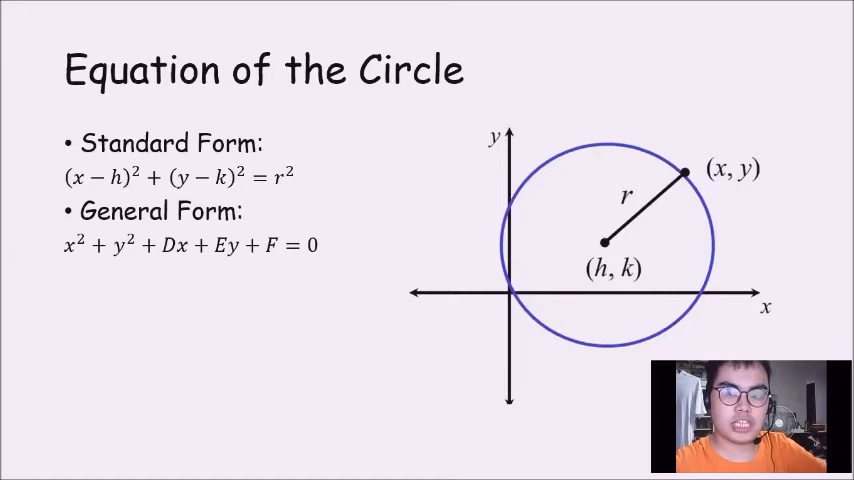 Equation of the Circle
• Standard Form:
(x − h)² + (y − k)² = r²
• General Form:
x² + y² + Dx + Ey + F = 0
y
(x, y)
r
(h, k)
x